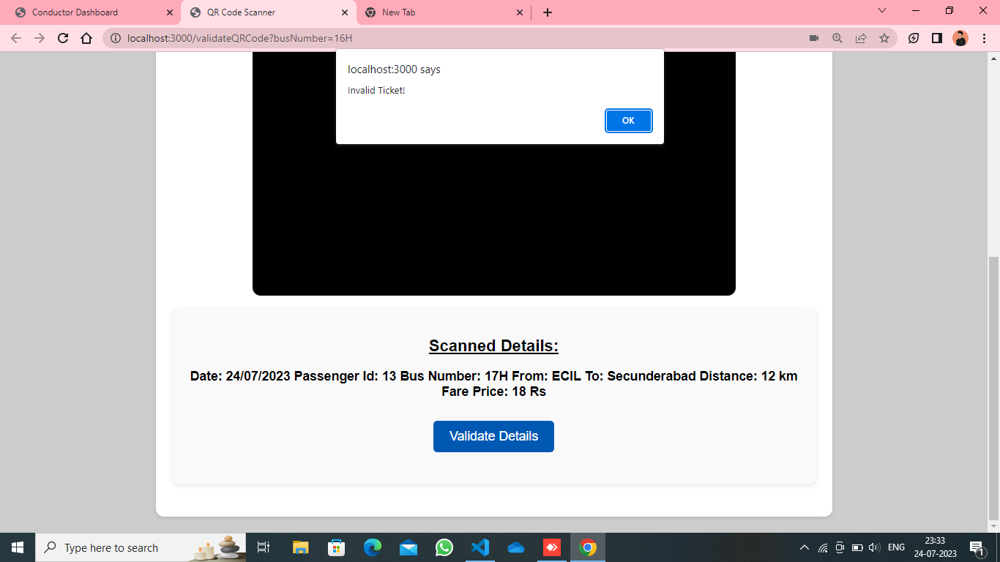 Conductor Dashboard
QR Code Scanner
New Tab
localhost:3000/validateQRCode?busNumber=16H
localhost:3000 says
Invalid Ticket!
OK
Scanned Details:
Date: 24/07/2023 Passenger Id: 13 Bus Number: 17H From: ECIL To: Secunderabad Distance: 12 km
Fare Price: 18 Rs
Validate Details
Type here to search
ENG
23:33
24-07-2023
1